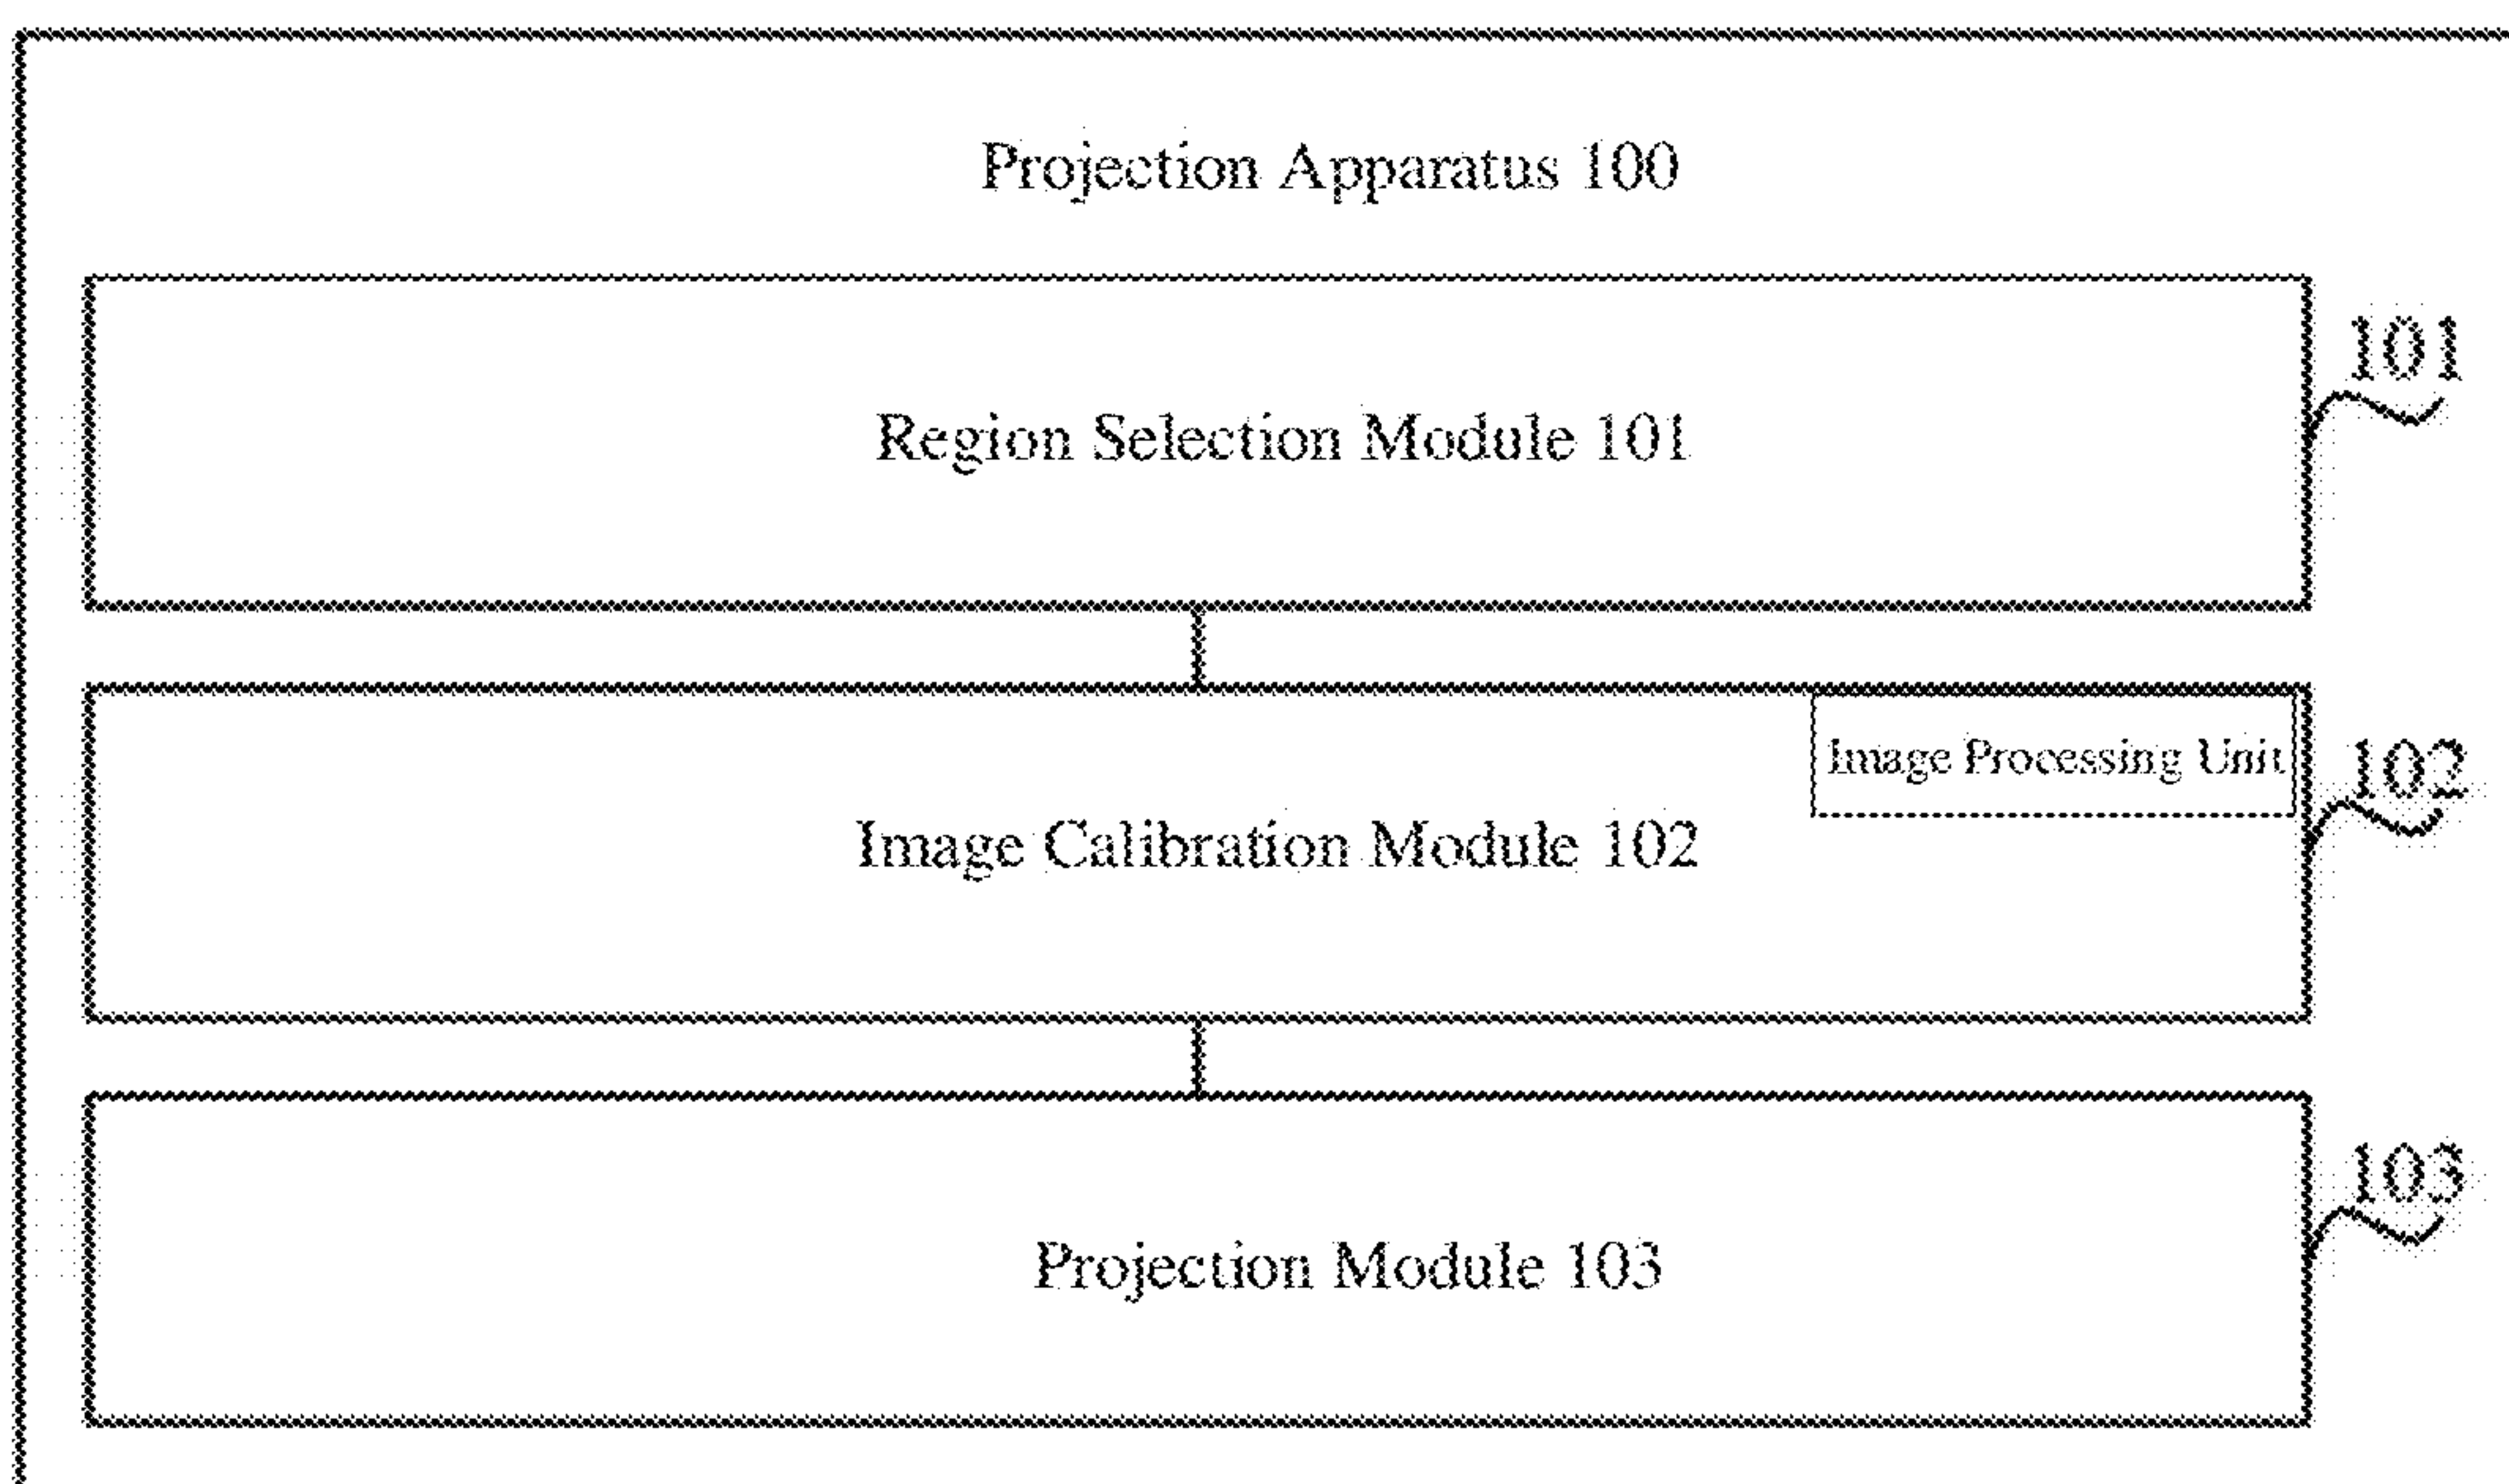 Projection Apparatus 100
101
Region Selection Module 101
Image Processing Unit
102
Image Calibration Module 102
103
Projection Module 103